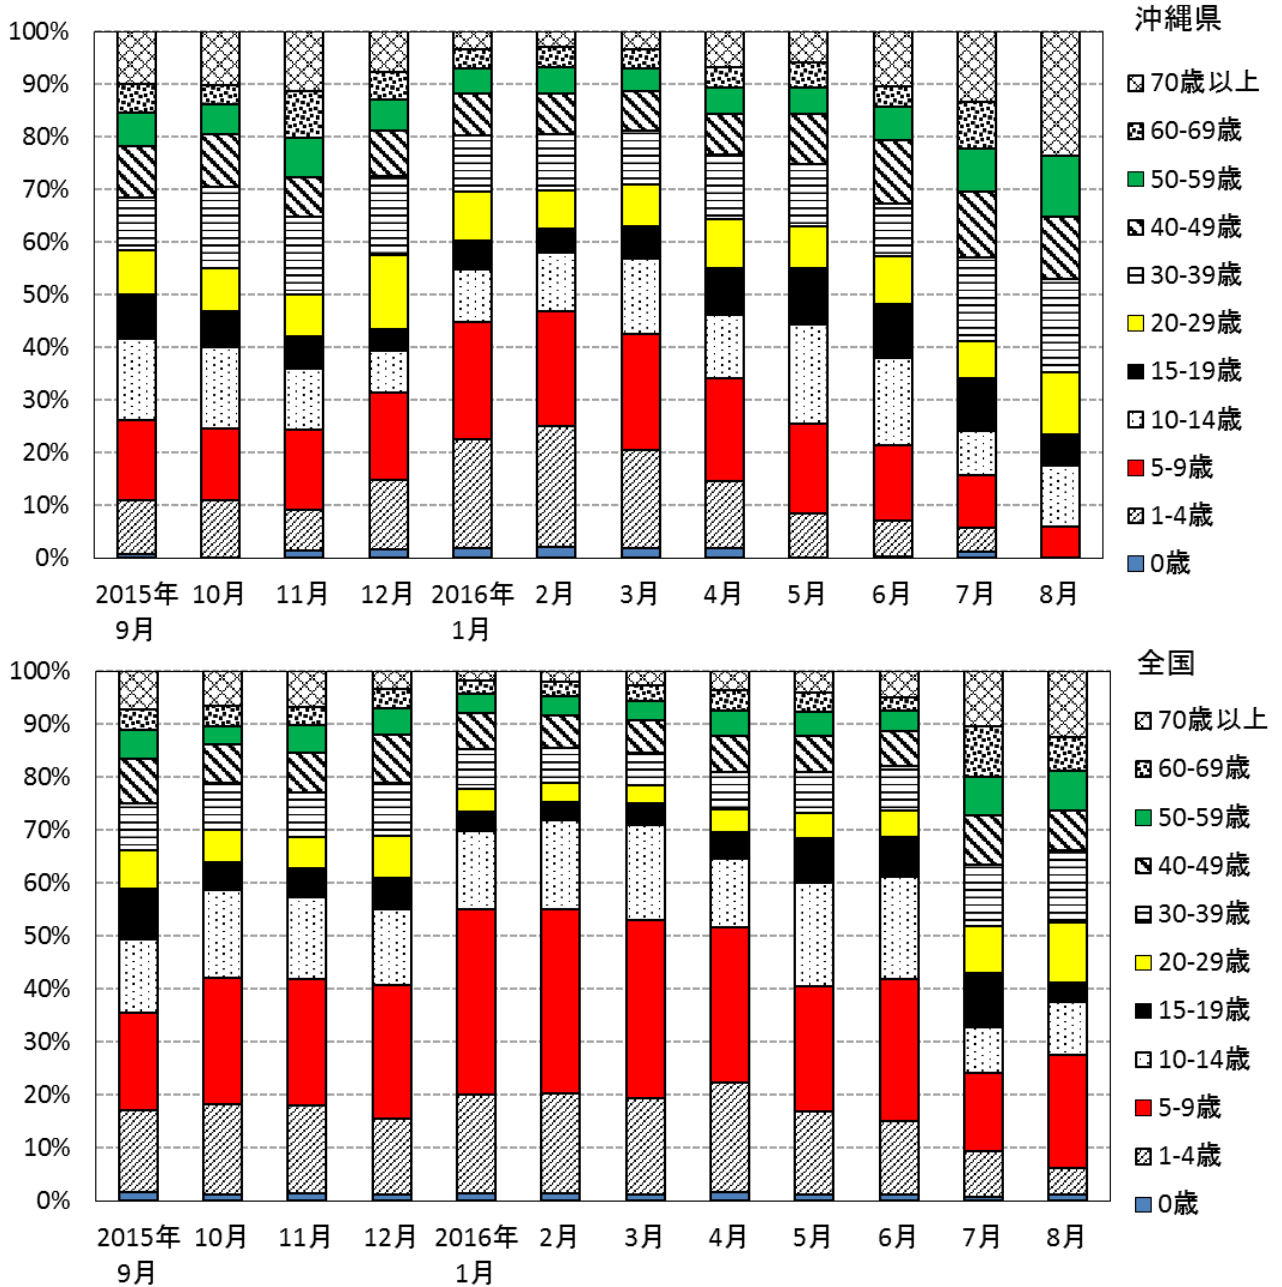 沖縄県
100%
90%
80%
70%
60%
50%
40%
30%
20%
10%
0%
2015年 10月 11月 12月 2016年 2月 3月 4月 5月 6月 7月 8月
9月 1月
70歳以上
60-69歳
50-59歳
40-49歳
30-39歳
20-29歳
15-19歳
10-14歳
5-9歳
1-4歳
0歳
全国
100%
90%
80%
70%
60%
50%
40%
30%
20%
10%
0%
2015年 10月 11月 12月 2016年 2月 3月 4月 5月 6月 7月 8月
9月 1月
70歳以上
60-69歳
50-59歳
40-49歳
30-39歳
20-29歳
15-19歳
10-14歳
5-9歳
1-4歳
0歳